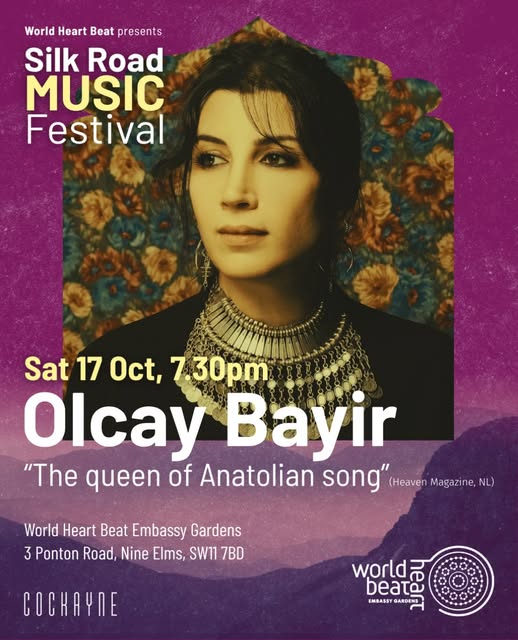 World Heart Beat presents
Silk Road
MUSIC
Festival
Sat 17 Oct, 7.30pm
Olcay Bayir
“The queen of Anatolian song” (Heaven Magazine, NL)
World Heart Beat Embassy Gardens
3 Ponton Road, Nine Elms, SW11 7BD
COCKAYNE
world
heart
beat
EMBASSY GARDENS